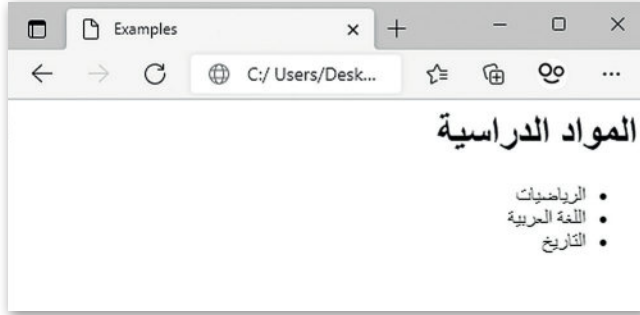 Examples
C:/ Users/Desk...
المواد الدراسية
الرياضيات
اللغة العربية
التاريخ